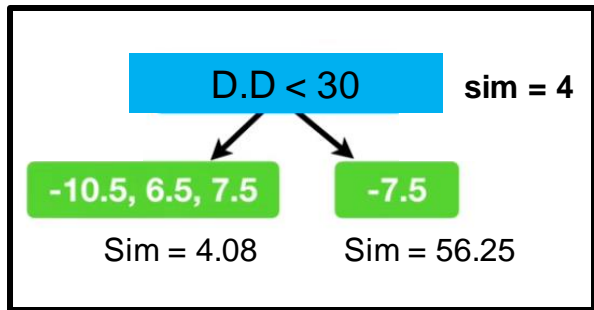 D.D < 30
sim = 4
-10.5, 6.5, 7.5
-7.5
Sim = 4.08
Sim = 56.25